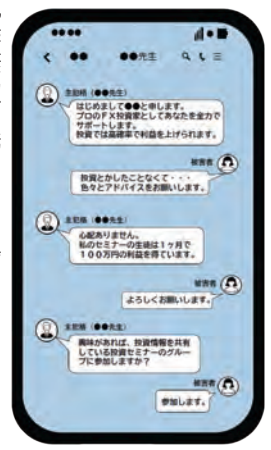 ●●●●
●●
●●先生
主犯格（●●先生）
はじめまして●●と申します。
プロのＦＸ投資家としてあなたを全力で
サポートします。
投資では高確率で利益を上げられます。
被害者
投資とかしたことなくて・・・
色々とアドバイスをお願いします。
主犯格（●●先生）
心配ありません。
私のセミナーの生徒は１ヶ月で
１００万円の利益を得ています。
被害者
よろしくお願いします。
主犯格（●●先生）
興味があれば、投資情報を共有
している投資セミナーのグルー
プに参加しますか？
被害者
参加します。